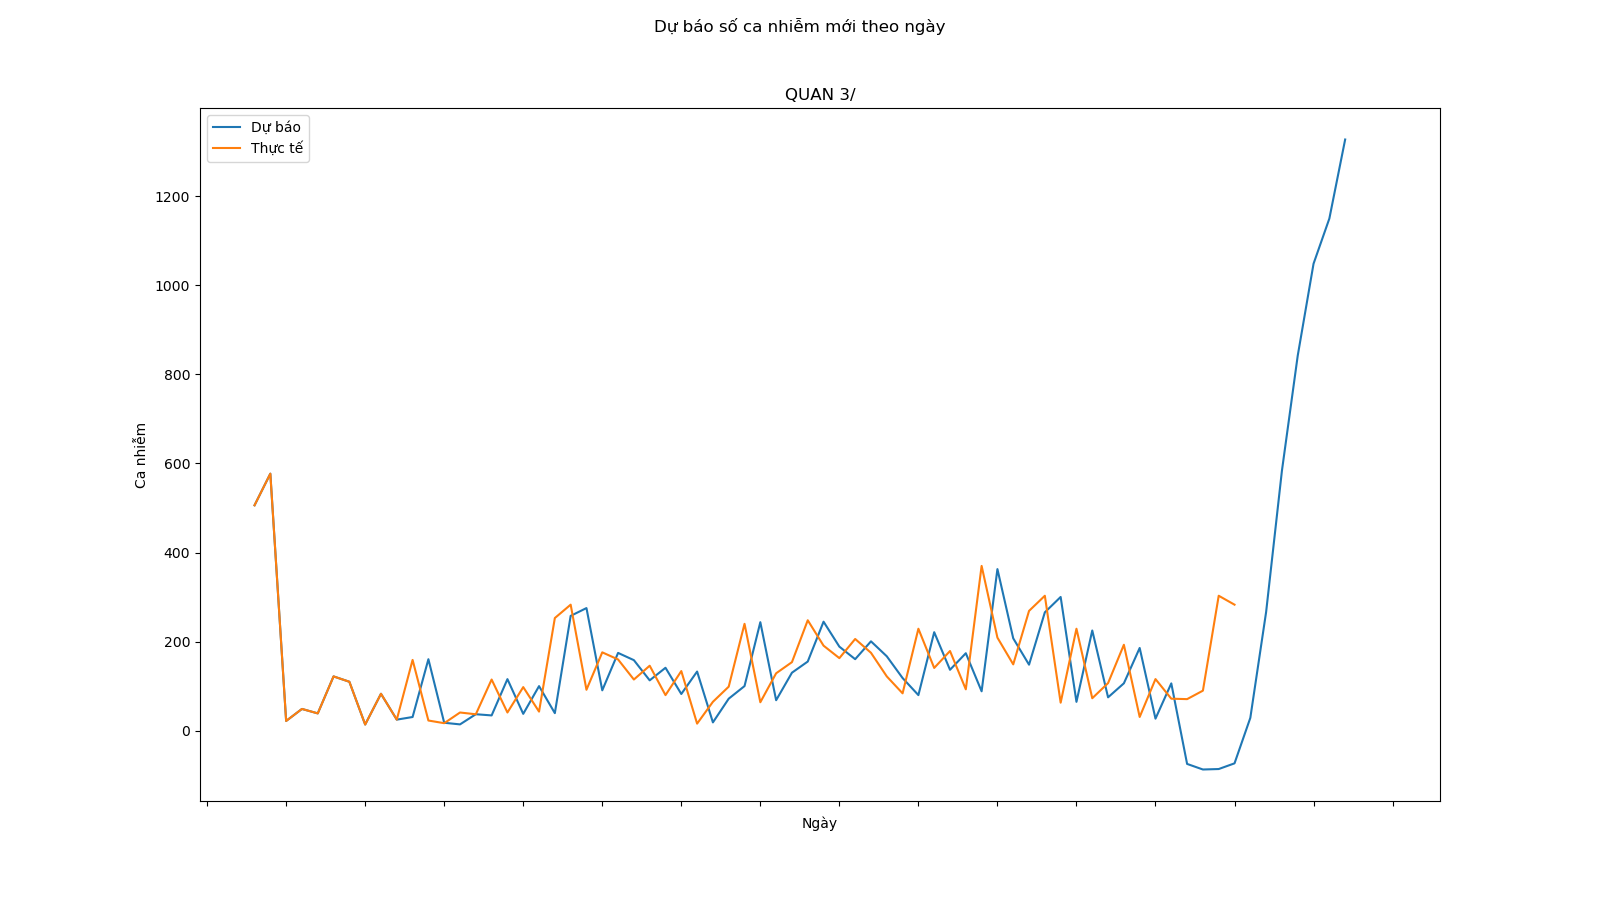 Dự báo số ca nhiễm mới theo ngày
QUAN 3/
Dự báo
Thực tế
1200
1000
800
600
400
200
0
Ca nhiễm
Ngày